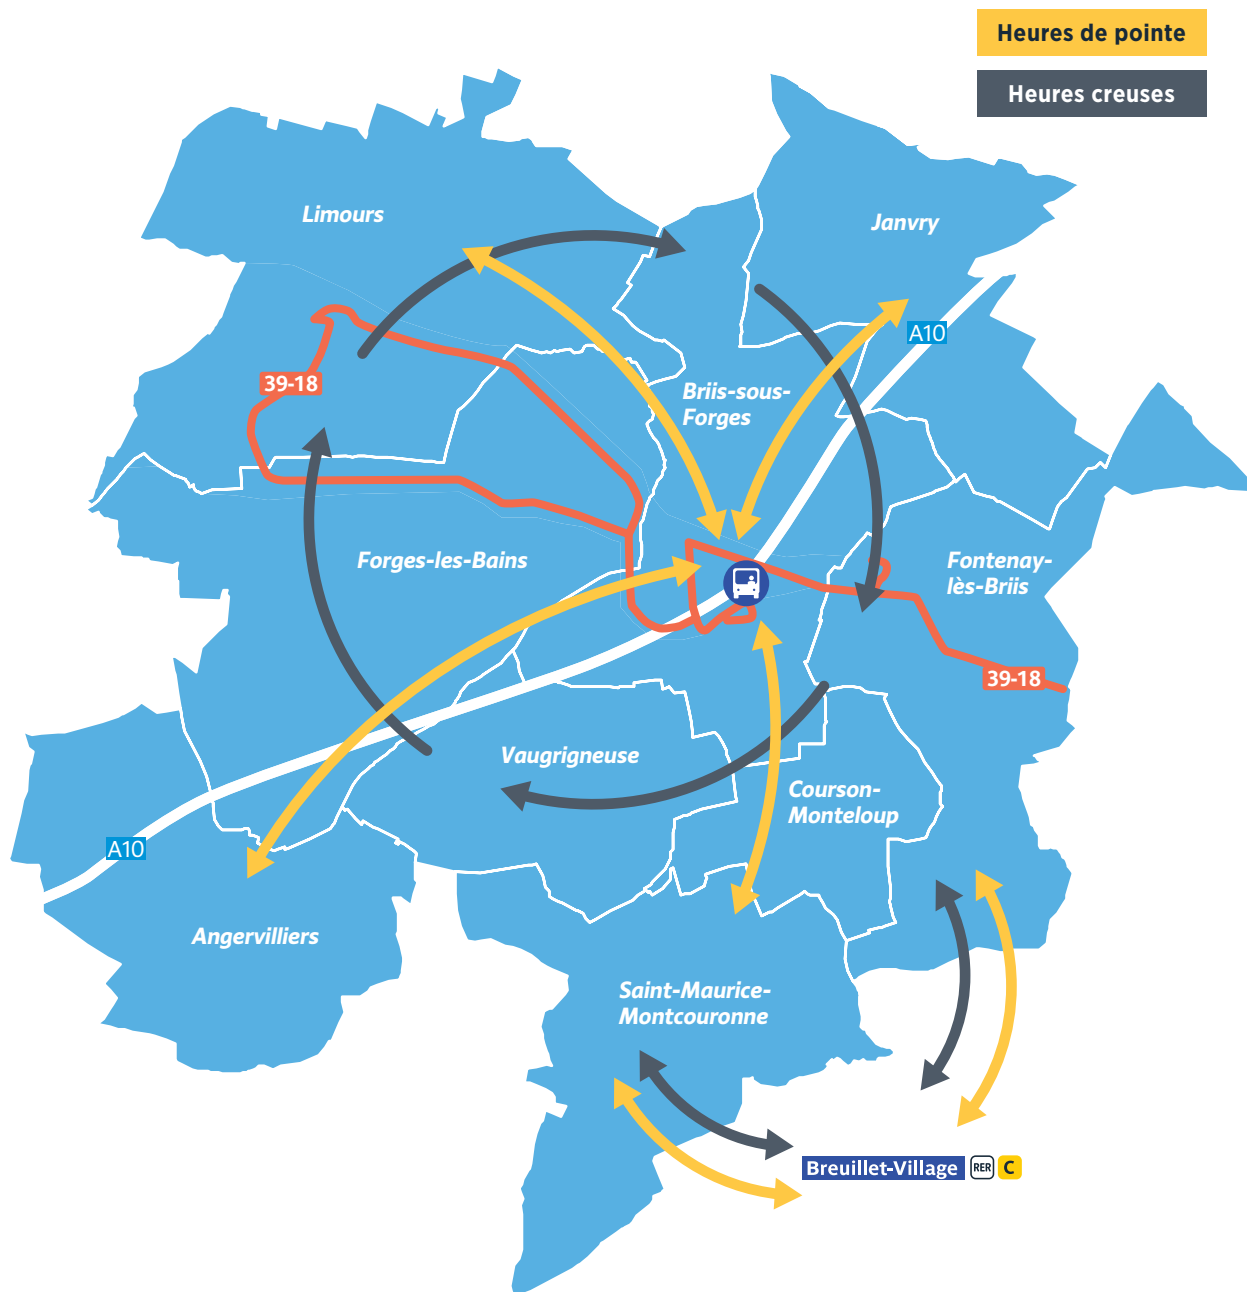 Heures de pointe
Heures creuses
Limours
Janvry
A10
39-18
Briis-sous-
Forges
Forges-les-Bains
Fontenay-
lès-Briis
39-18
Vaugrigneuse
Courson-
Monteloup
A10
Angervilliers
Saint-Maurice-
Montcouronne
Breuillet-Village RER C